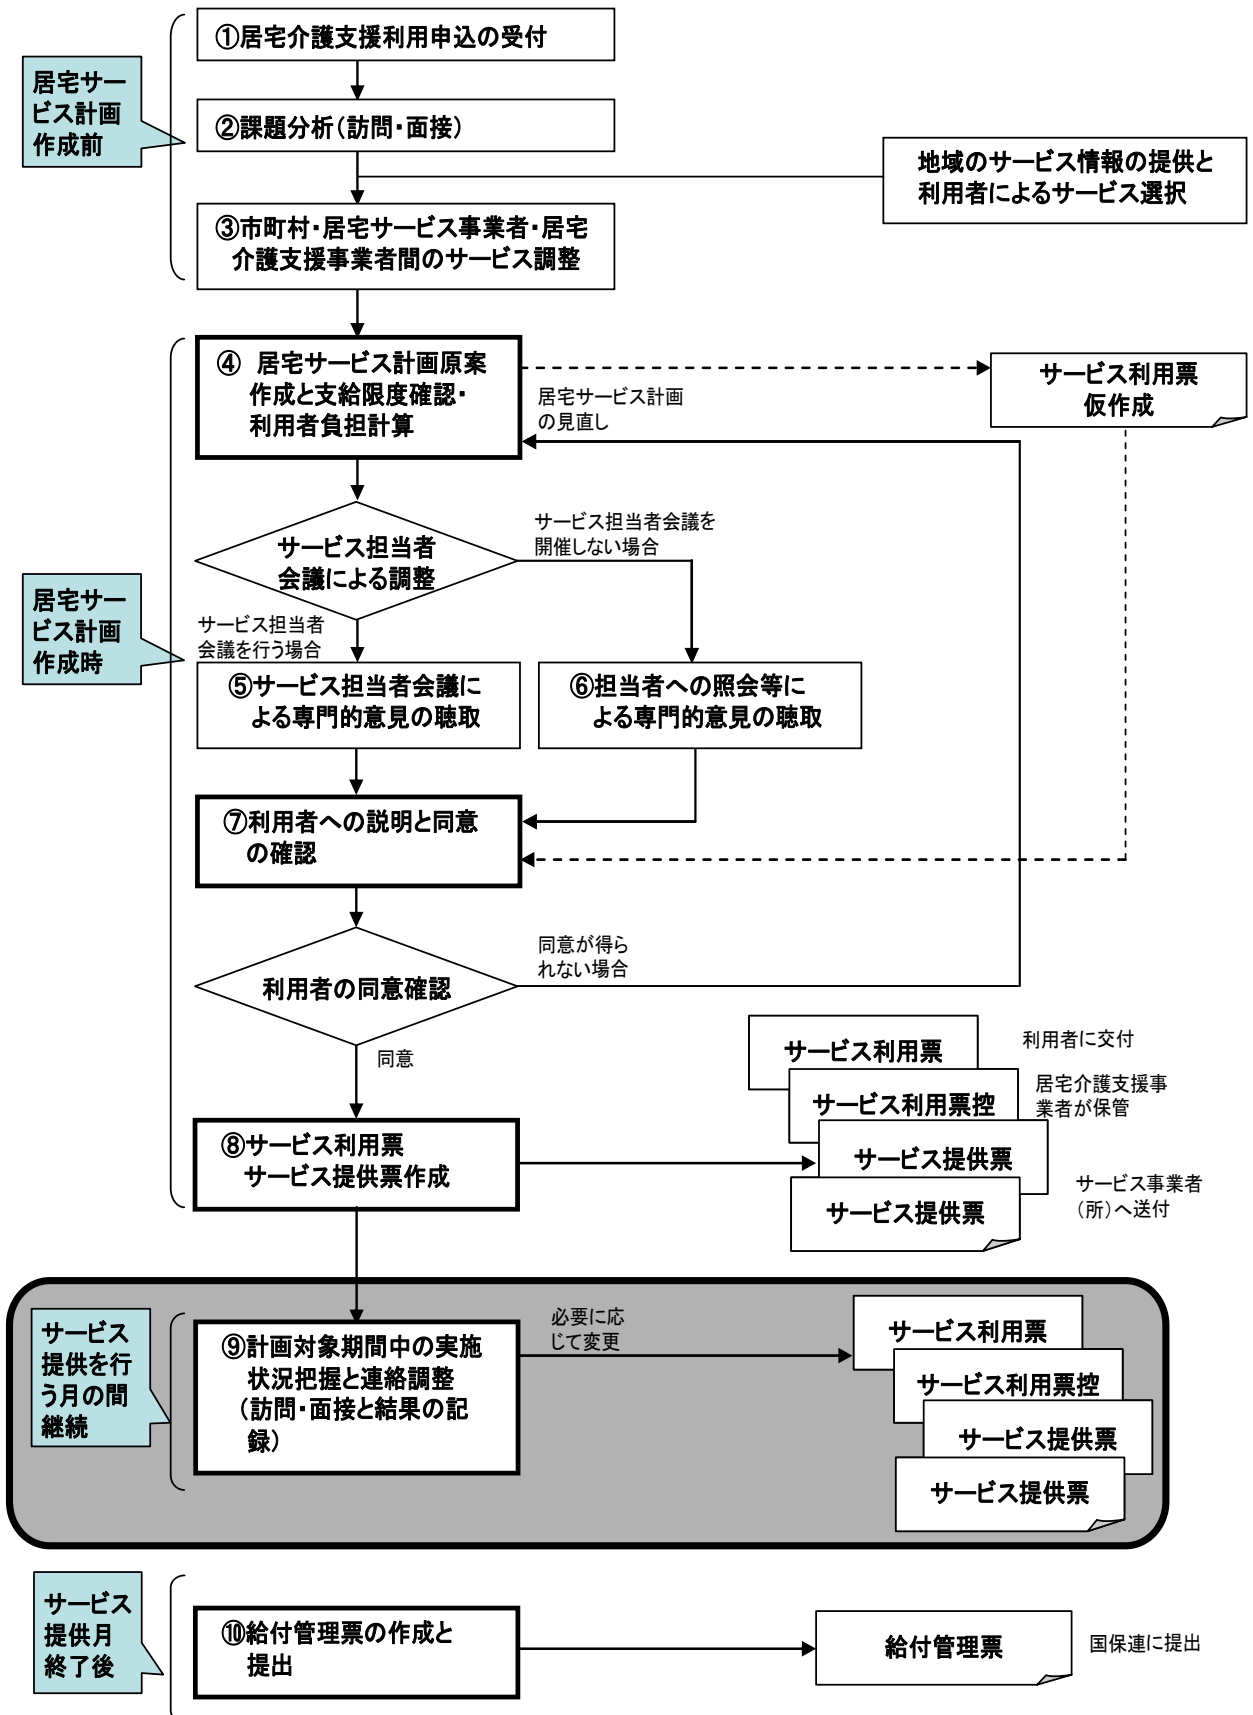 ①居宅介護支援利用申込の受付
居宅サー
ビス計画
作成前
②課題分析（訪問・面接）
地域のサービス情報の提供と
利用者によるサービス選択
③市町村・居宅サービス事業者・居宅
介護支援事業者間のサービス調整
④ 居宅サービス計画原案
作成と支給限度確認・
利用者負担計算
居宅サービス計画
の見直し
サービス利用票
仮作成
サービス担当者
会議による調整
サービス担当者会議を
開催しない場合
居宅サー
ビス計画
作成時
サービス担当者
会議を行う場合
⑤サービス担当者会議に
よる専門的意見の聴取
⑥担当者への照会等に
よる専門的意見の聴取
⑦利用者への説明と同意
の確認
利用者の同意確認
同意が得ら
れない場合
同意
サービス利用票
利用者に交付
サービス利用票控
居宅介護支援事
業者が保管
⑧サービス利用票
サービス提供票作成
サービス提供票
サービス提供票
サービス事業者
（所）へ送付
サービス
提供を行
う月の間
継続
⑨計画対象期間中の実施
状況把握と連絡調整
（訪問・面接と結果の記
録）
必要に応
じて変更
サービス利用票
サービス利用票控
サービス提供票
サービス提供票
サービス
提供月
終了後
⑩給付管理票の作成と
提出
給付管理票
国保連に提出